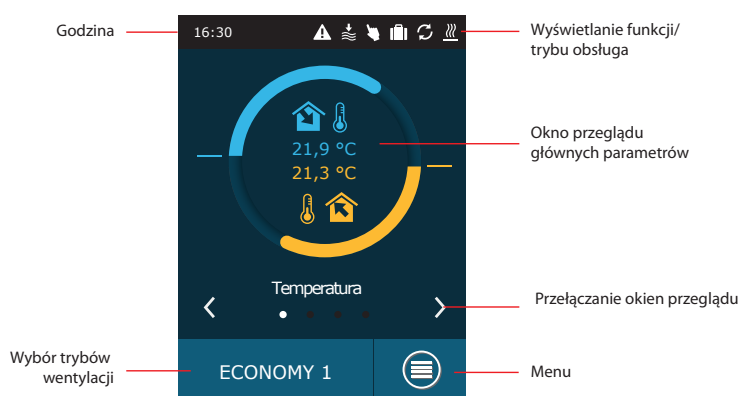 Godzina
16:30
Wyświetlanie funkcji/
trybu obsługa
21,9 °C
21,3 °C
Okno przeglądu
głównych parametrów
Temperatura
Przełączanie okien przeglądu
Wybór trybów
wentylacji
ECONOMY 1
Menu